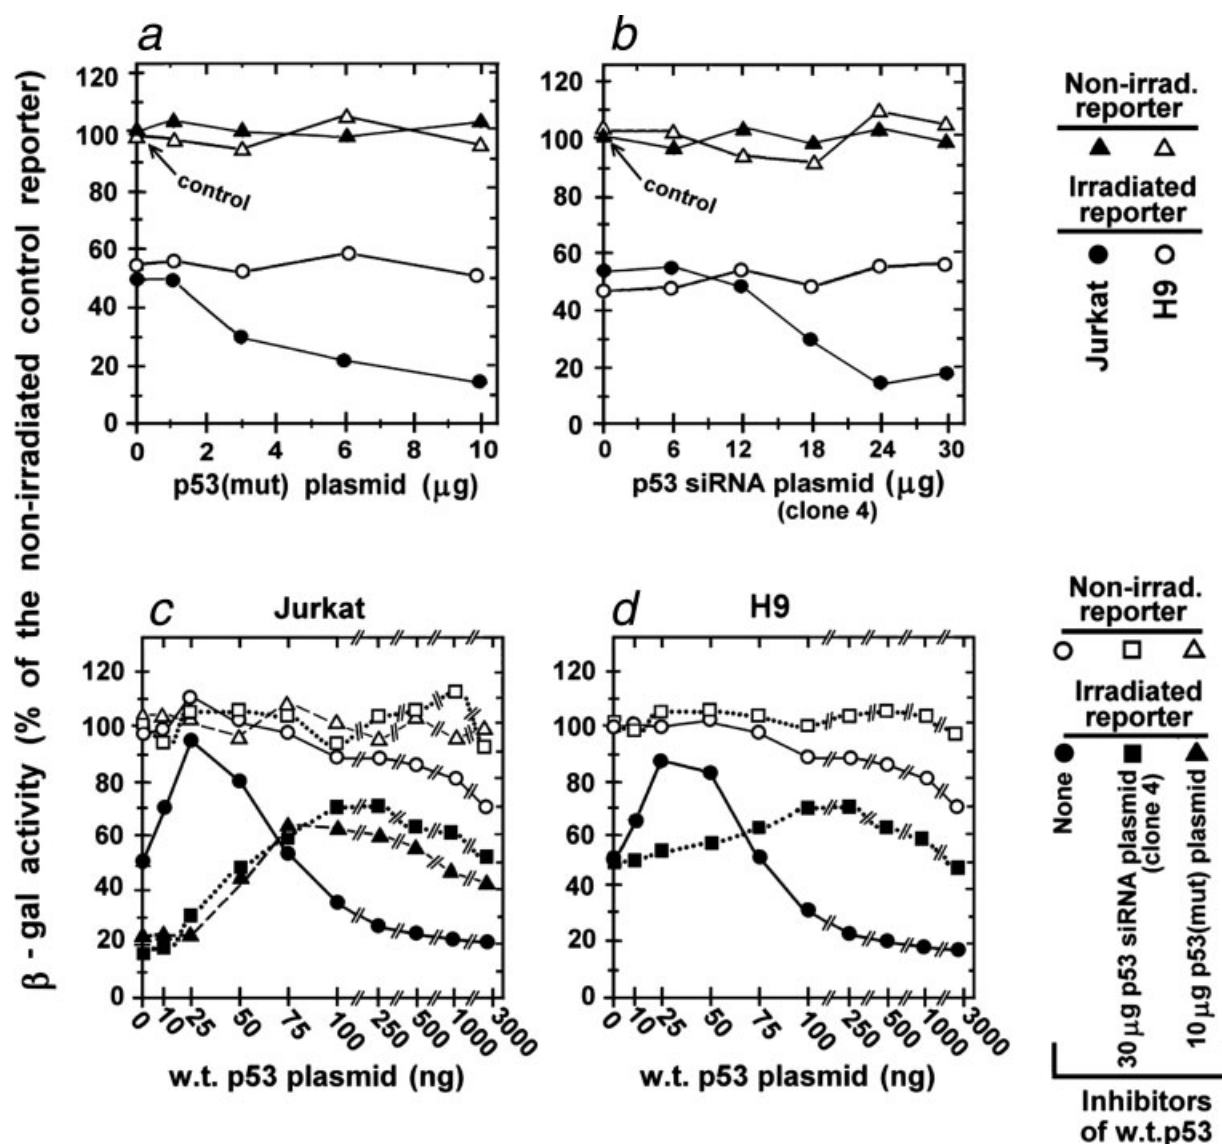 β - gal activity (% of the non-irradiated control reporter)
a
120
100
80
60
40
20
0
control
0 2 4 6 8 10
p53(mut) plasmid (μg)
b
120
100
80
60
40
20
0
control
0 6 12 18 24 30
p53 siRNA plasmid (μg)
(clone 4)
Non-irrad.
reporter
Irradiated
reporter
Jurkat
H9
c Jurkat
120
100
80
60
40
20
0
0 10 25 50 75 100 250 500 1000 3000
w.t. p53 plasmid (ng)
d H9
120
100
80
60
40
20
0
0 10 25 50 75 100 250 500 1000 3000
w.t. p53 plasmid (ng)
Non-irrad.
reporter
Irradiated
reporter
None
30 μg p53 siRNA plasmid
(clone 4)
10 μg p53(mut) plasmid
Inhibitors
of w.t.p53